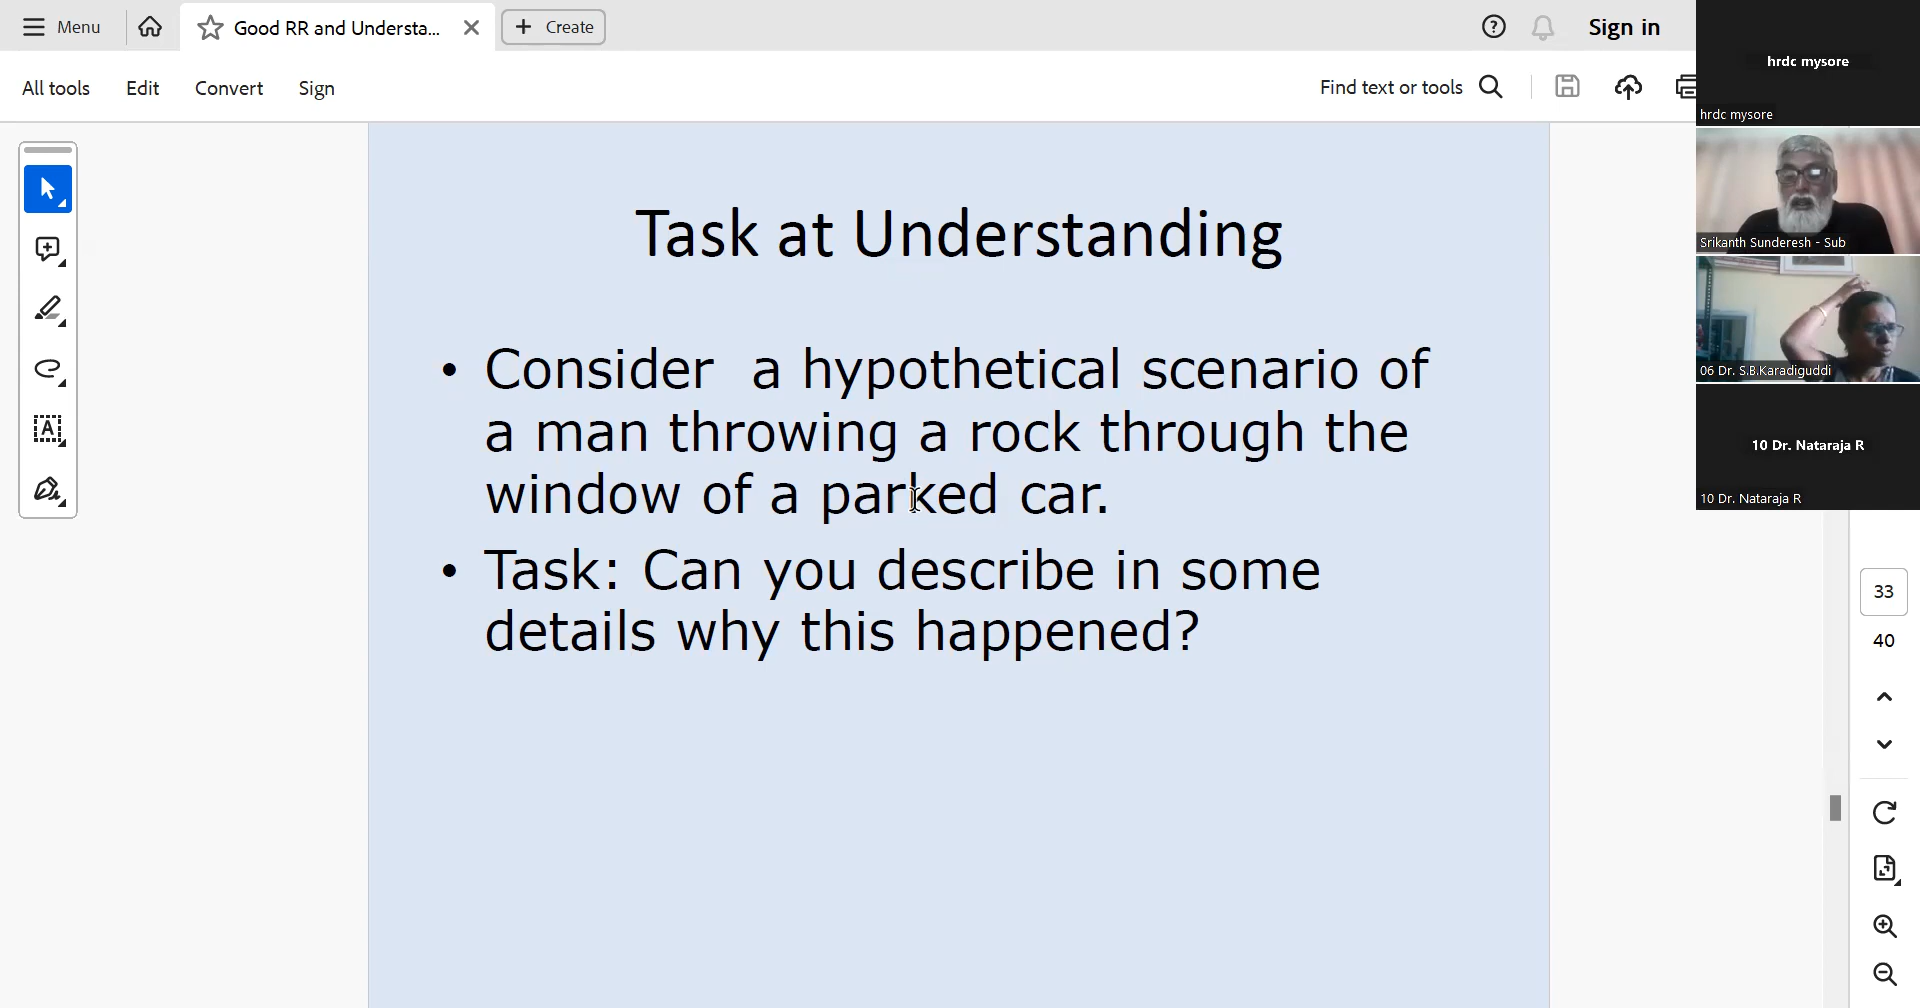 Menu
Good RR and Understa...
Create
Sign in
All tools
Edit
Convert
Sign
Find text or tools
Task at Understanding
• Consider a hypothetical scenario of
a man throwing a rock through the
window of a parked car.
• Task: Can you describe in some
details why this happened?
hrdc mysore
hrdc mysore
Srikanth Sunderesh - Sub
06 Dr. S.B.Karadiguddi
10 Dr. Nataraja R
10 Dr. Nataraja R
33
40